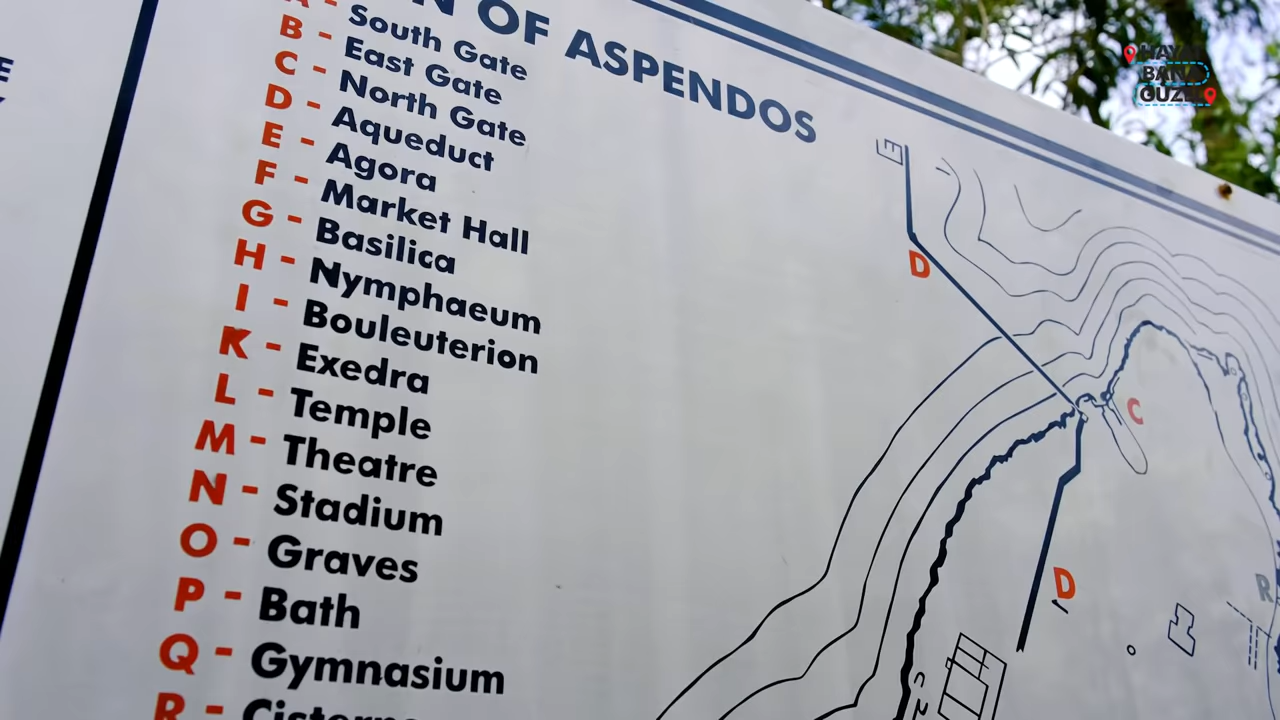 N OF ASPENDOS
A - South Gate
B - East Gate
C - North Gate
D - Aqueduct
E - Agora
F - Market Hall
G - Basilica
H - Nymphaeum
I - Bouleuterion
K - Exedra
L - Temple
M - Theatre
N - Stadium
O - Graves
P - Bath
Q - Gymnasium
R -
D
C
D
R
E
BANA